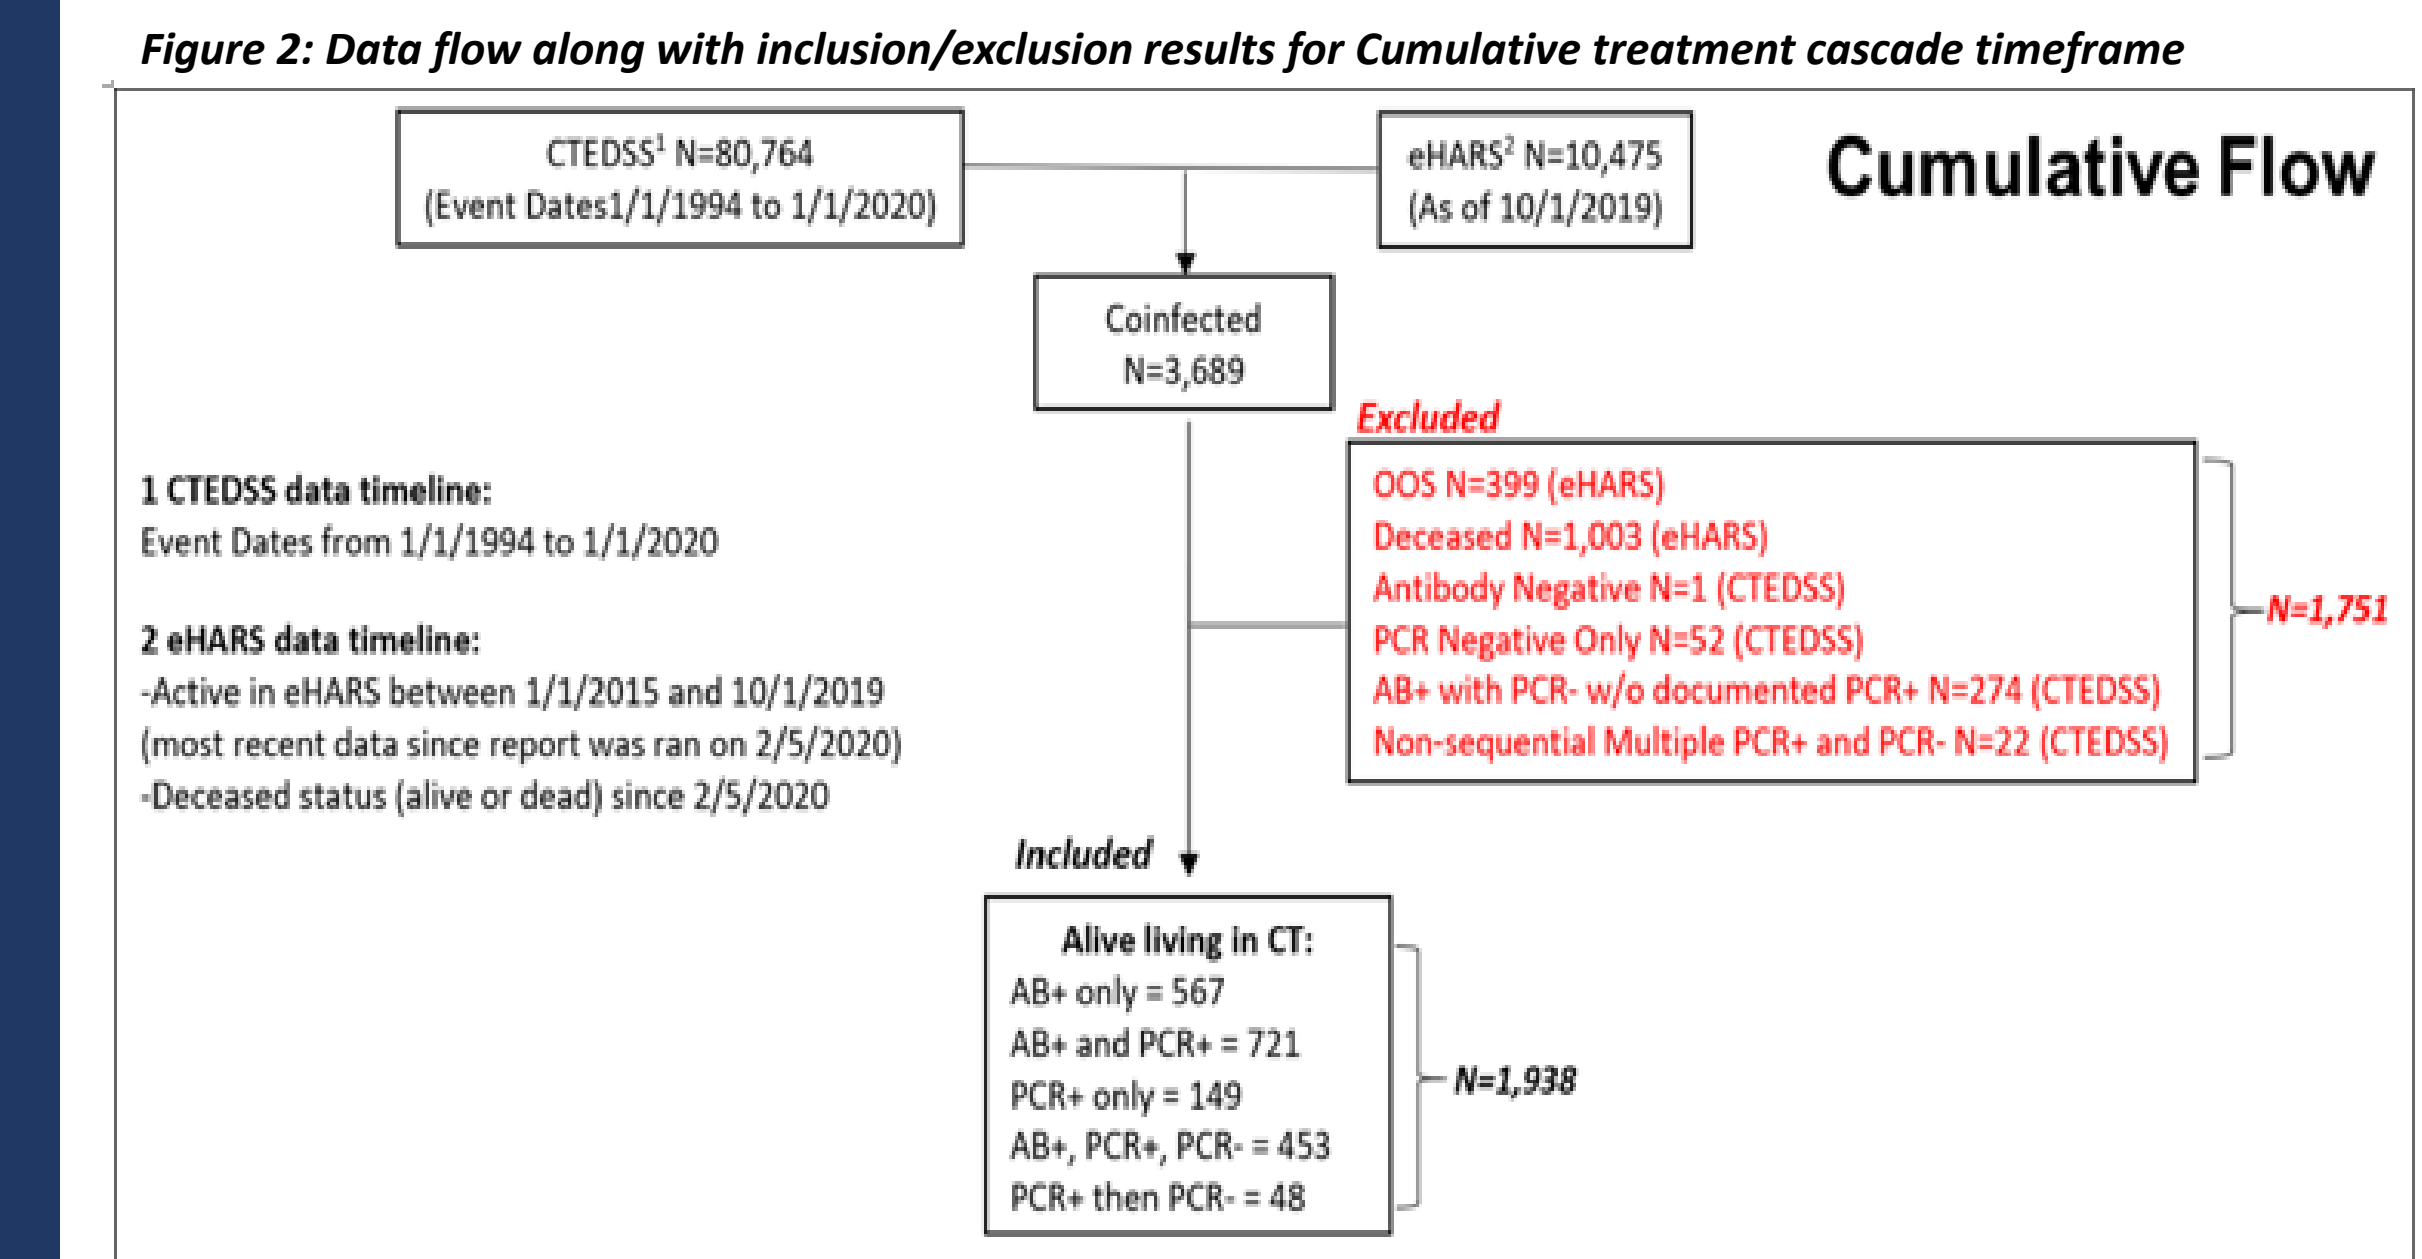 Figure 2: Data flow along with inclusion/exclusion results for Cumulative treatment cascade timeframe
CTEDSS¹ N=80,764
(Event Dates1/1/1994 to 1/1/2020)
eHARS² N=10,475
(As of 10/1/2019)
Cumulative Flow
Coinfected
N=3,689
Excluded
OOS N=399 (eHARS)
Deceased N=1,003 (eHARS)
Antibody Negative N=1 (CTEDSS)
PCR Negative Only N=52 (CTEDSS)
AB+ with PCR- w/o documented PCR+ N=274 (CTEDSS)
Non-sequential Multiple PCR+ and PCR- N=22 (CTEDSS)
N=1,751
1 CTEDSS data timeline:
Event Dates from 1/1/1994 to 1/1/2020
2 eHARS data timeline:
-Active in eHARS between 1/1/2015 and 10/1/2019
(most recent data since report was ran on 2/5/2020)
-Deceased status (alive or dead) since 2/5/2020
Included
Alive living in CT:
AB+ only = 567
AB+ and PCR+ = 721
PCR+ only = 149
AB+, PCR+, PCR- = 453
PCR+ then PCR- = 48
N=1,938